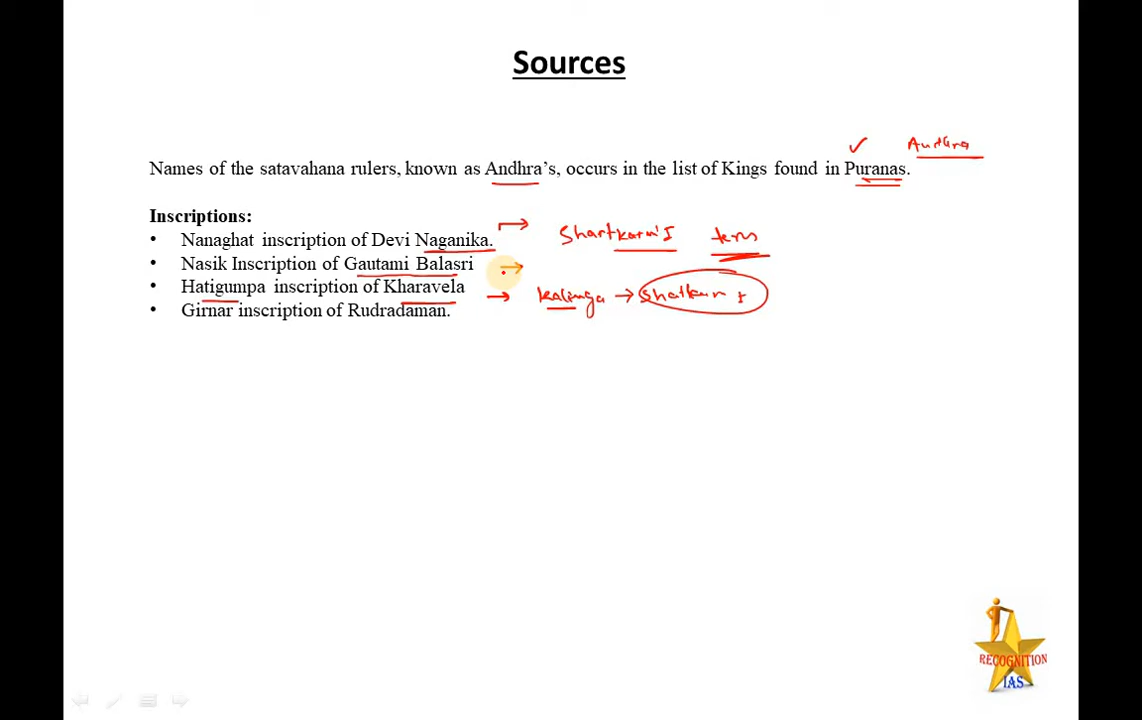 Sources
Andhra
Names of the satavahana rulers, known as Andhra's, occurs in the list of Kings found in Puranas.
Inscriptions:
• Nanaghat inscription of Devi Naganika. → Shartkarni I
• Nasik Inscription of Gautami Balasri →
• Hatigumpa inscription of Kharavela → Kalinga →
• Girnar inscription of Rudradaman.
RECOGNITION
IAS